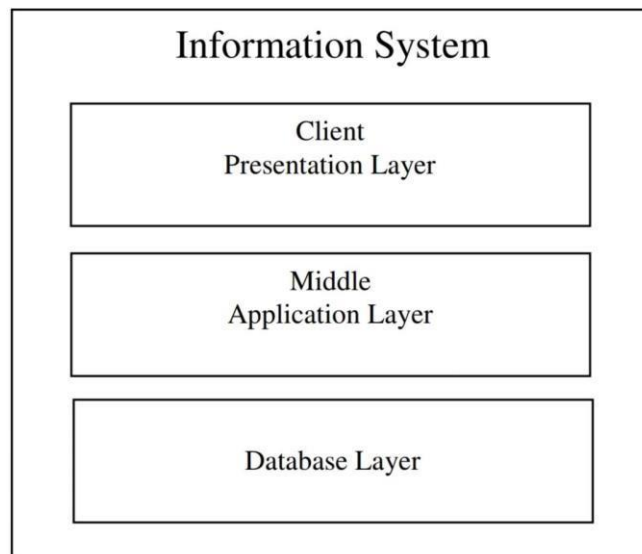 Information System
Client
Presentation Layer
Middle
Application Layer
Database Layer